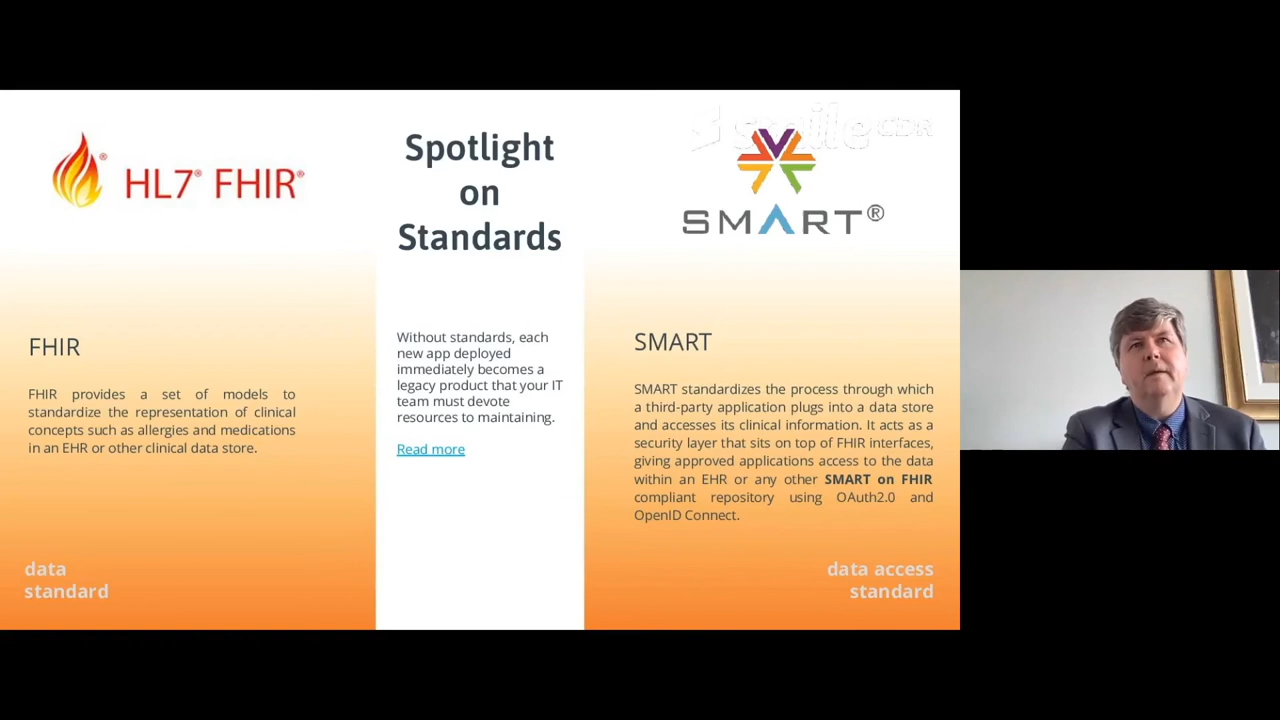 HL7® FHIR®
FHIR
FHIR provides a set of models to
standardize the representation of clinical
concepts such as allergies and medications
in an EHR or other clinical data store.
data
standard
Spotlight
on
Standards
Without standards, each
new app deployed
immediately becomes a
legacy product that your IT
team must devote
resources to maintaining.
Read more
smile CDR
SMART®
SMART
SMART standardizes the process through which
a third-party application plugs into a data store
and accesses its clinical information. It acts as a
security layer that sits on top of FHIR interfaces,
giving approved applications access to the data
within an EHR or any other SMART on FHIR
compliant repository using OAuth2.0 and
OpenID Connect.
data access
standard